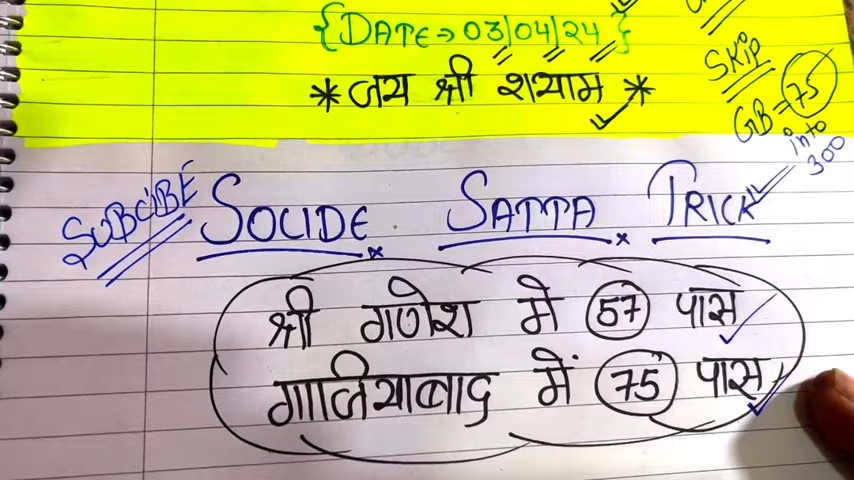 {DATE⇒03|04|24}
*जय श्री श्याम*
SKIP
GB=75
into
300
SUBCIBE
SOLIDE SATTA TRICK
श्री गणेश मे 57 पास
गाजियाबाद में 75 पास